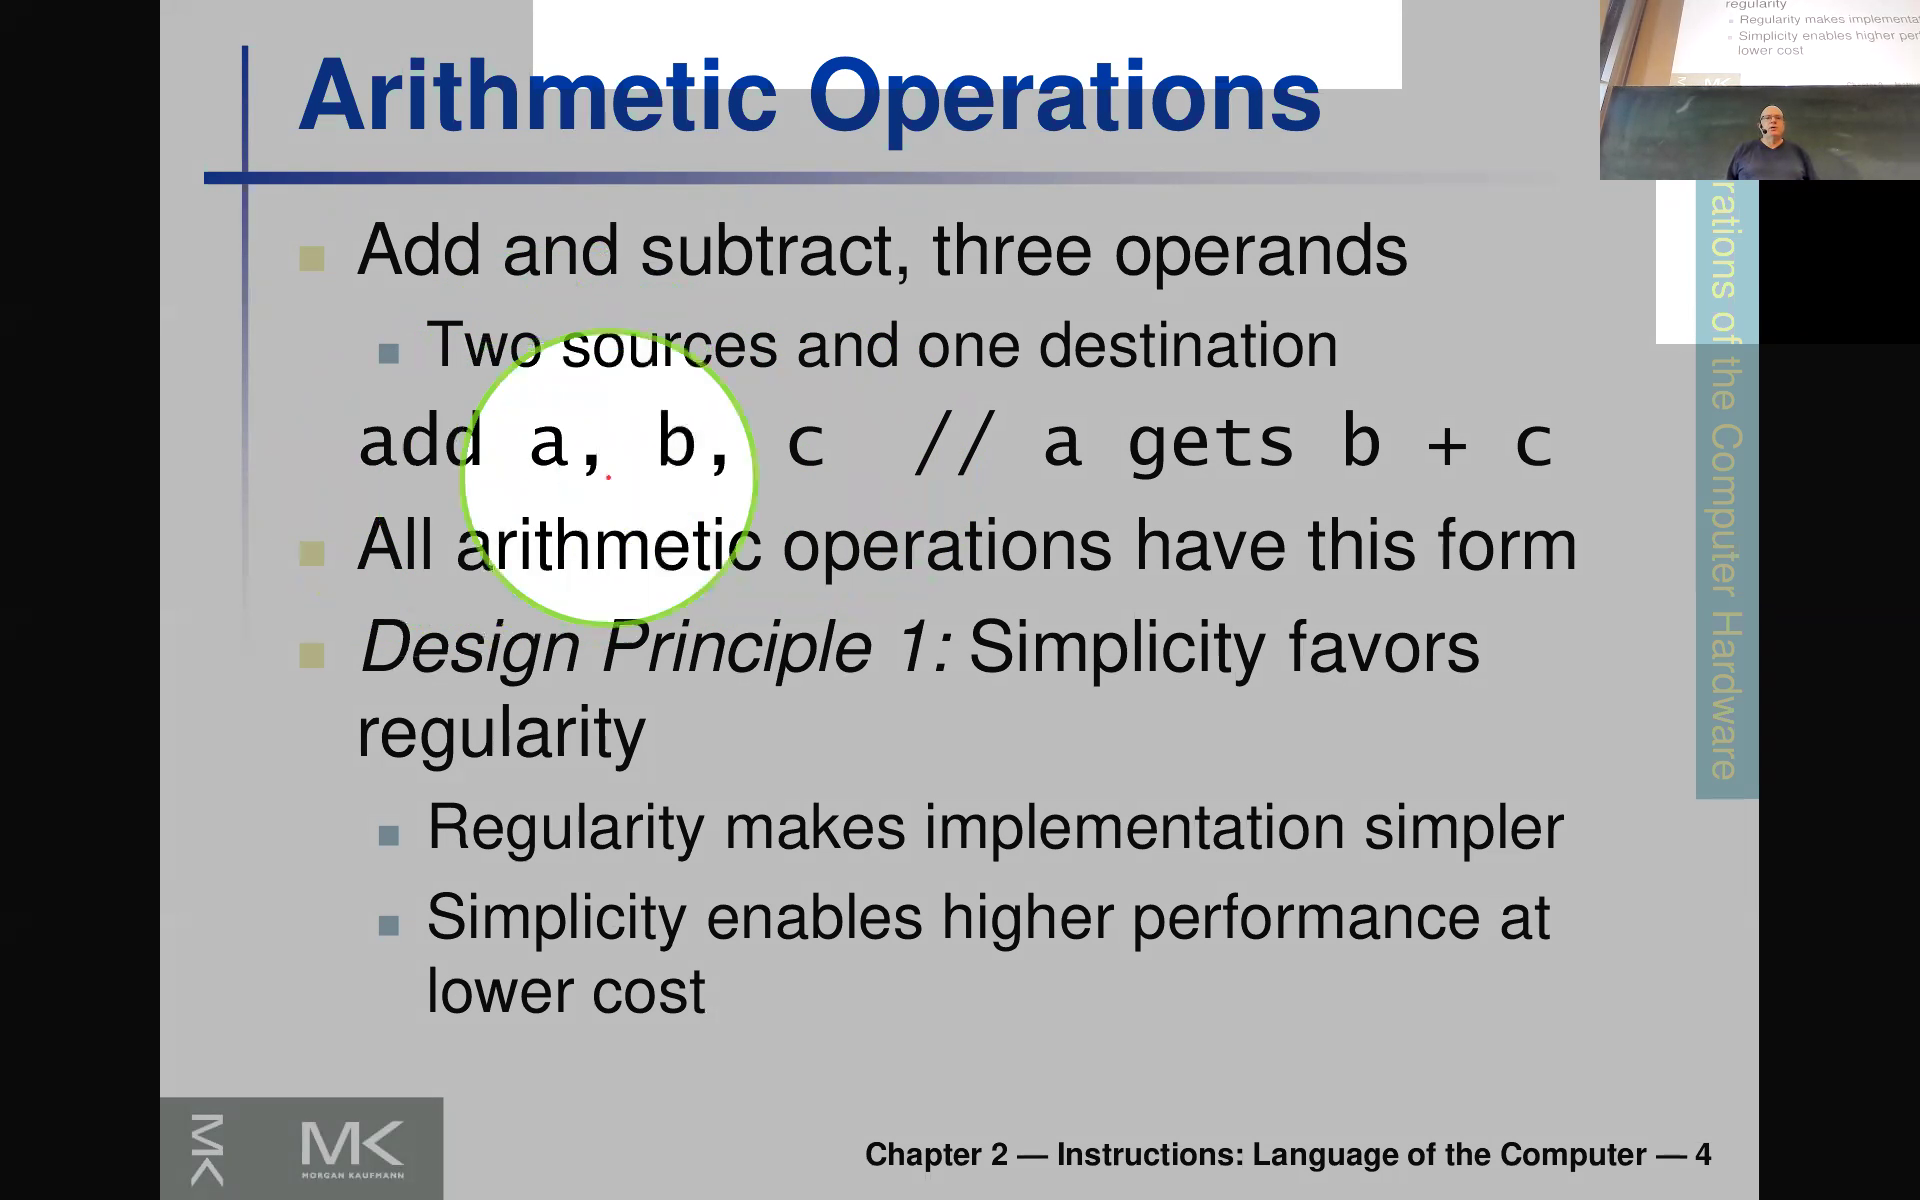 Arithmetic Operations
regularity
Regularity makes
Simplicity enables higher
lower cost
Add and subtract, three operands
Two sources and one destination
add a, b, c // a gets b + c
All arithmetic operations have this form
Design Principle 1: Simplicity favors
regularity
Regularity makes implementation simpler
Simplicity enables higher performance at
lower cost
of the Computer Hardware
MK
MK
MORGAN KAUFMANN
Chapter 2 — Instructions: Language of the Computer — 4